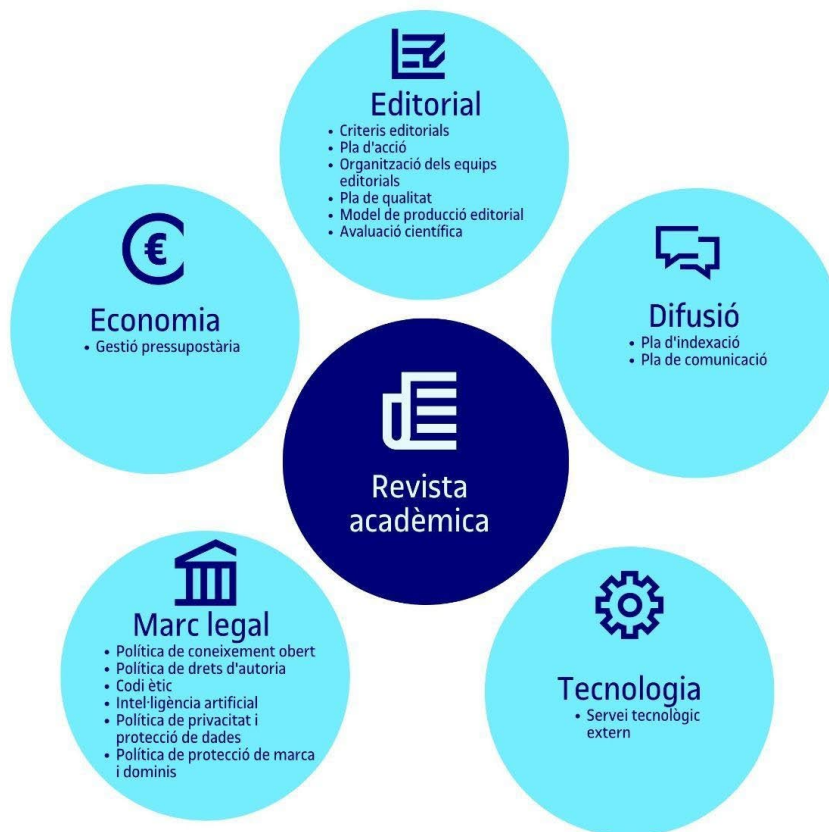 Editorial
• Criteris editorials
• Pla d'acció
• Organització dels equips
editorials
• Pla de qualitat
• Model de producció editorial
• Avaluació científica
€
Economia
• Gestió pressupostària
Difusió
• Pla d'indexació
• Pla de comunicació
Revista
acadèmica
Marc legal
• Política de coneixement obert
• Política de drets d'autoria
• Codi ètic
• Intel·ligència artificial
• Política de privacitat i
protecció de dades
• Política de protecció de marca
i dominis
Tecnologia
• Servei tecnològic
extern